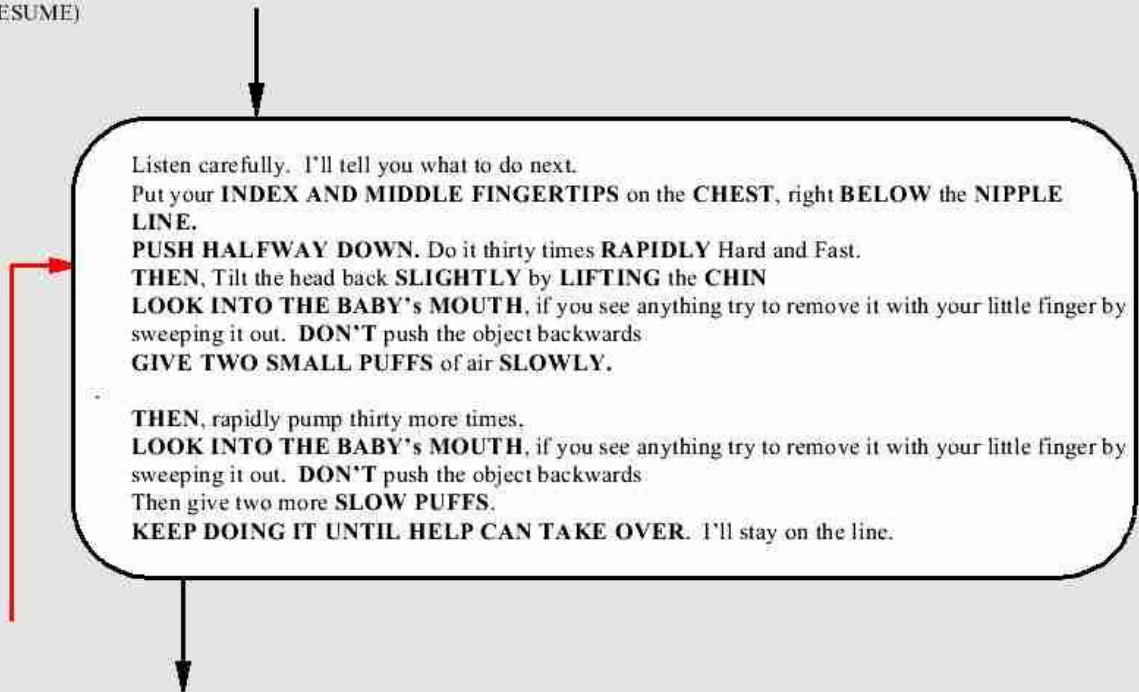 ESUME)
Listen carefully. I'll tell you what to do next.
Put your INDEX AND MIDDLE FINGERTIPS on the CHEST, right BELOW the NIPPLE
LINE.
PUSH HALFWAY DOWN. Do it thirty times RAPIDLY Hard and Fast.
THEN, Tilt the head back SLIGHTLY by LIFTING the CHIN
LOOK INTO THE BABY's MOUTH, if you see anything try to remove it with your little finger by
sweeping it out. DON'T push the object backwards
GIVE TWO SMALL PUFFS of air SLOWLY.
THEN, rapidly pump thirty more times.
LOOK INTO THE BABY's MOUTH, if you see anything try to remove it with your little finger by
sweeping it out. DON'T push the object backwards
Then give two more SLOW PUFFS.
KEEP DOING IT UNTIL HELP CAN TAKE OVER. I'll stay on the line.